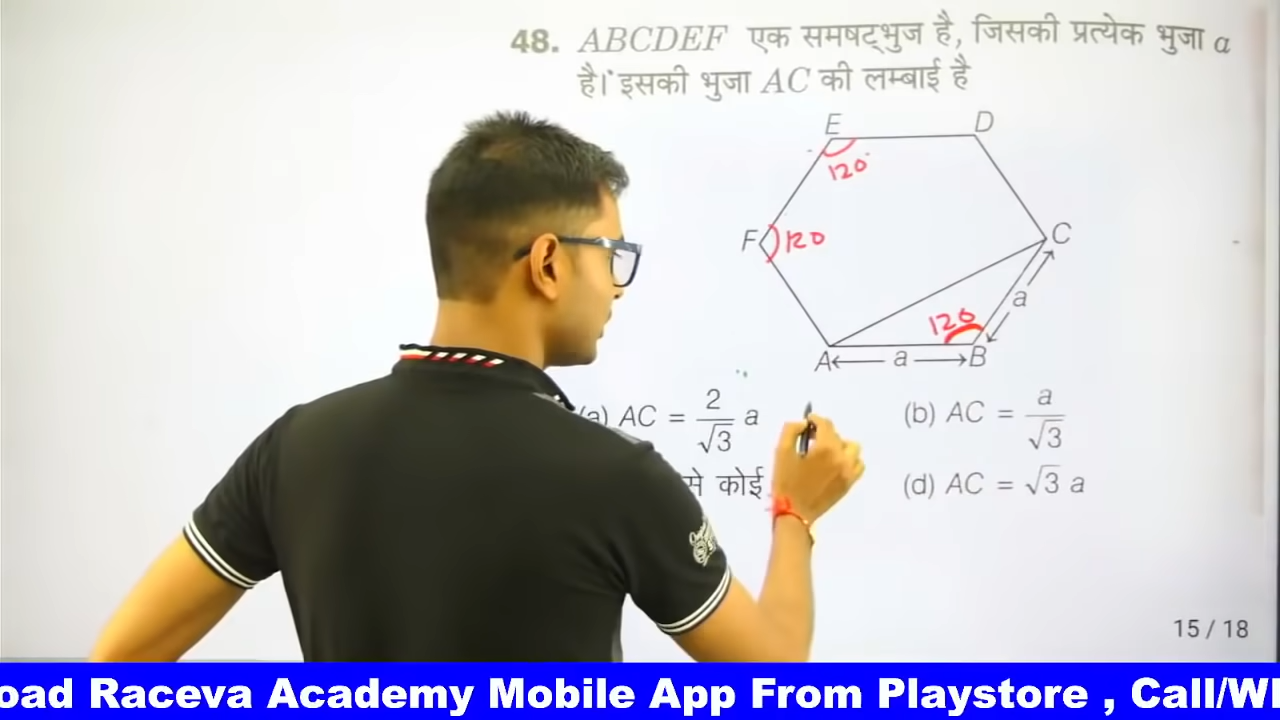 48. ABCDEF एक समषट्भुज है, जिसकी प्रत्येक भुजा a
है। इसकी भुजा AC की लम्बाई है
E
D
120°
F
120
C
120
a
A
a
B
(a) AC = 2/√3 a
(b) AC = a/√3
से कोई
(d) AC = √3 a
15 / 18
oad Raceva Academy Mobile App From Playstore , Call/W